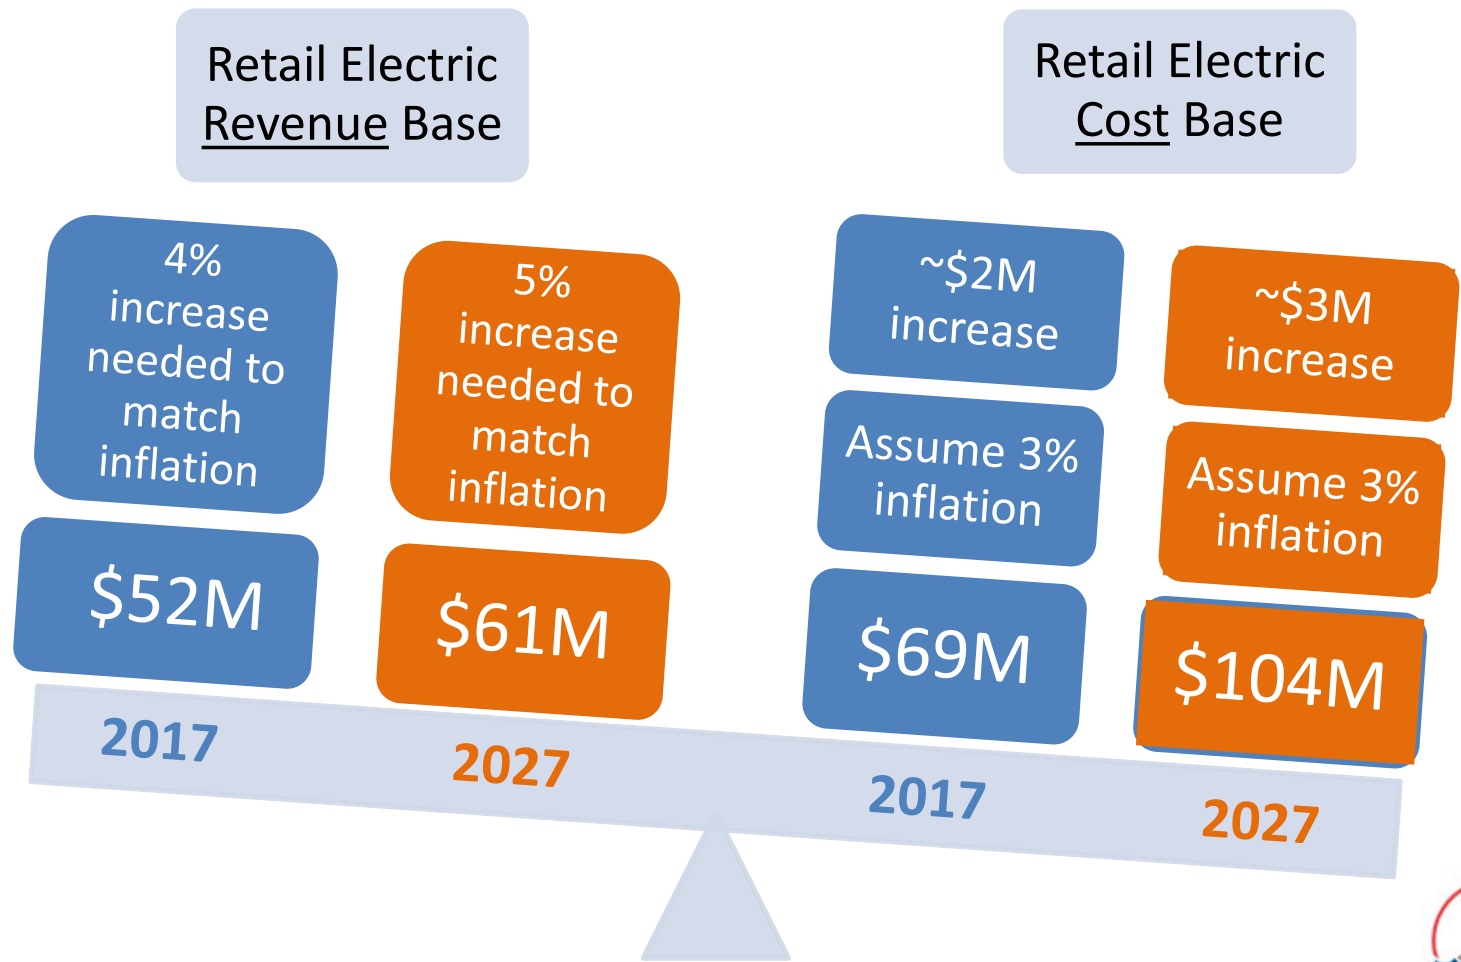 Retail Electric
Revenue Base
Retail Electric
Cost Base
4%
increase
needed to
match
inflation
$52M
2017
5%
increase
needed to
match
inflation
$61M
2027
~$2M
increase
Assume 3%
inflation
$69M
2017
~$3M
increase
Assume 3%
inflation
$104M
2027